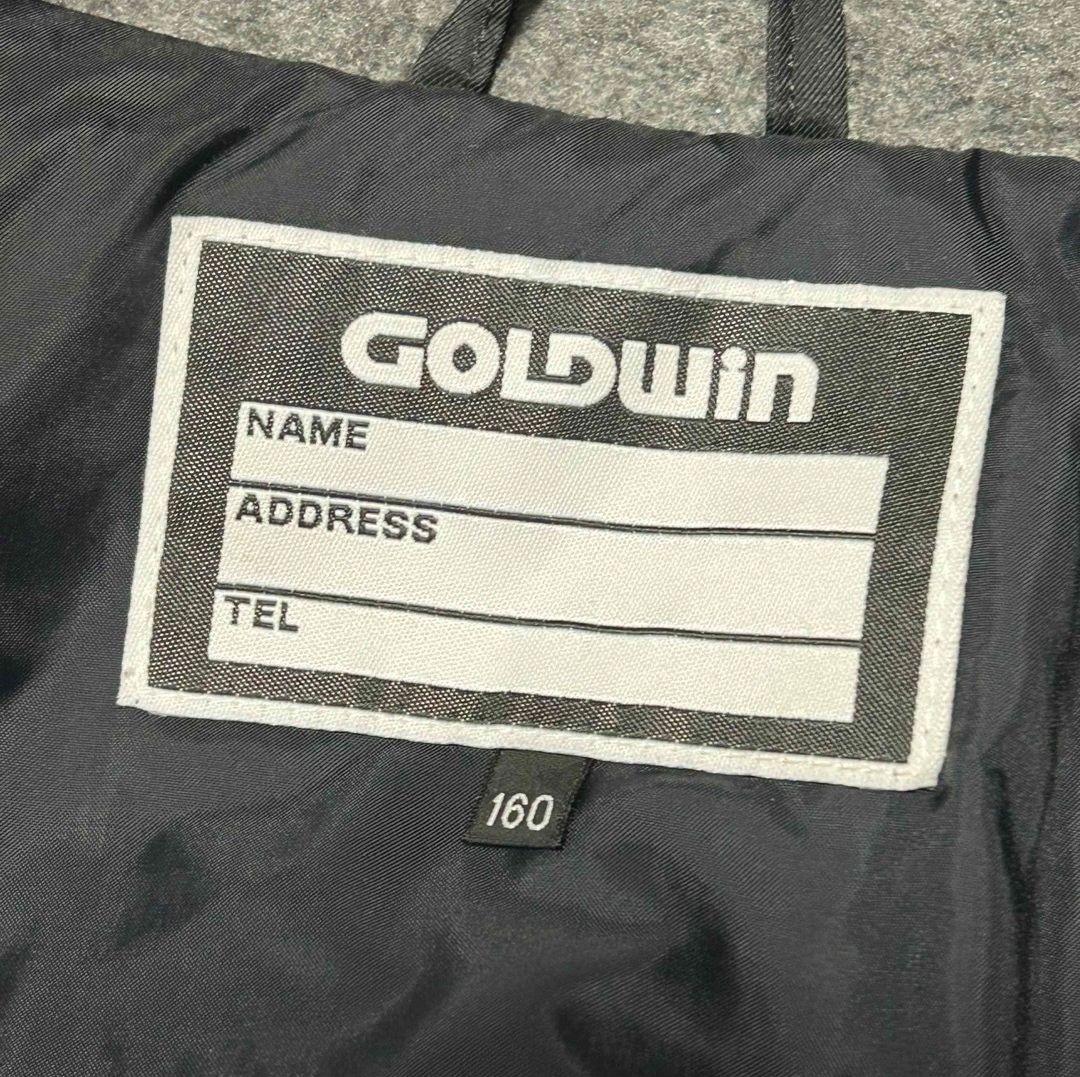 GOLDWin
NAME
ADDRESS
TEL
160